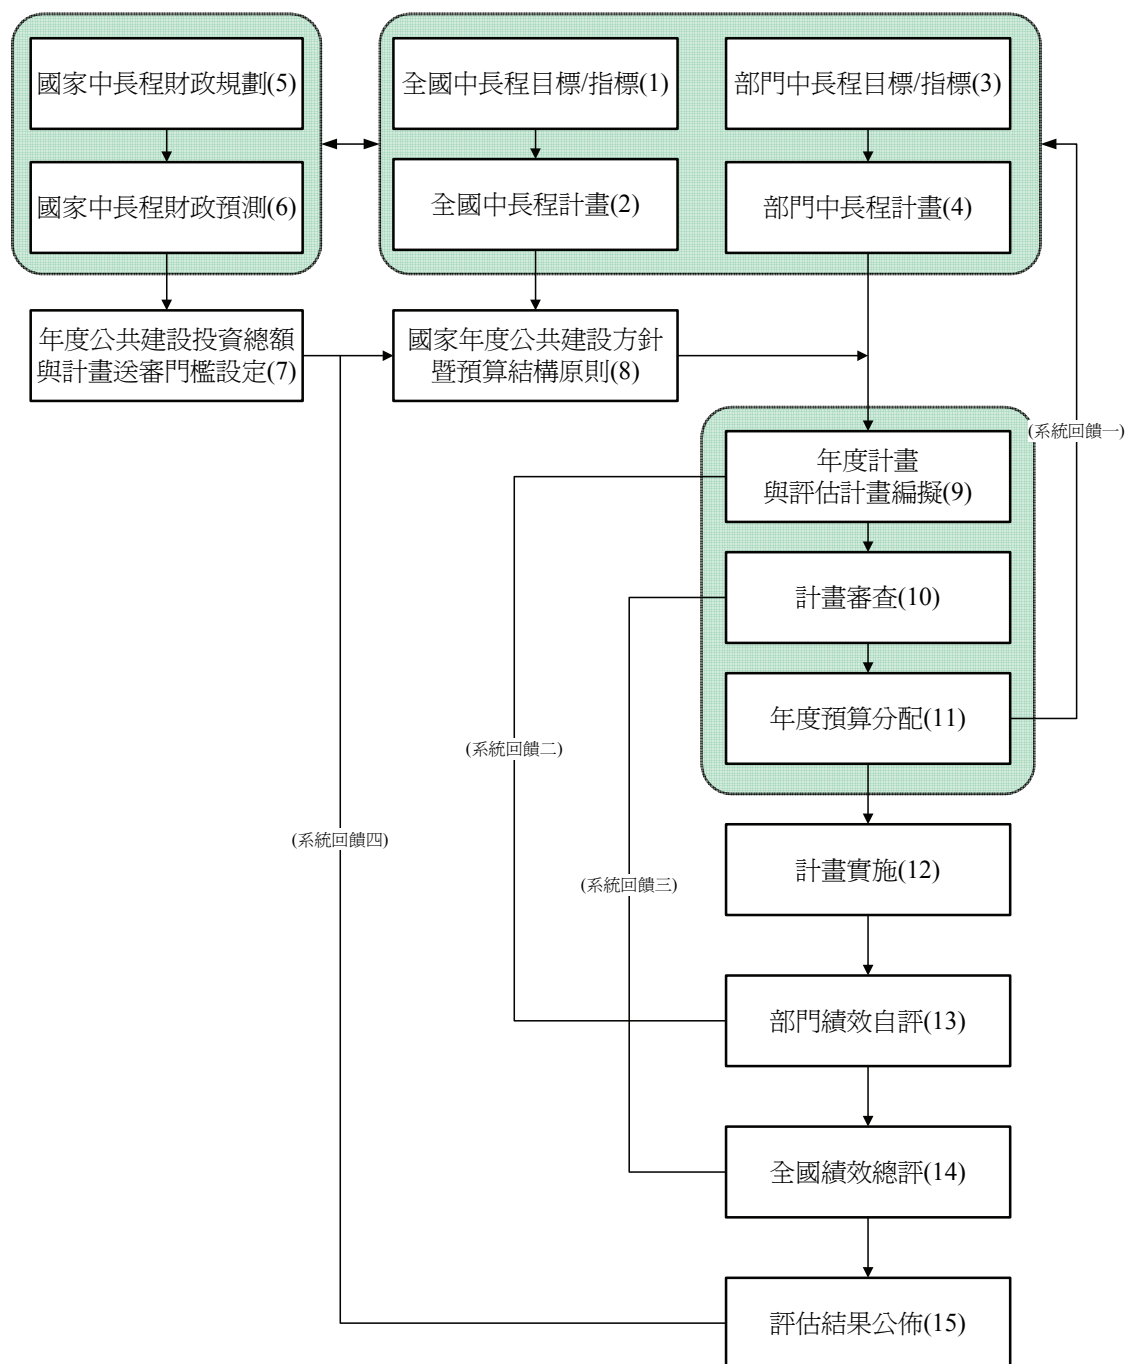 國家中長程財政規劃(5)
全國中長程目標/指標(1)
部門中長程目標/指標(3)
國家中長程財政預測(6)
全國中長程計畫(2)
部門中長程計畫(4)
年度公共建設投資總額
與計畫送審門檻設定(7)
國家年度公共建設方針
暨預算結構原則(8)
(系統回饋一)
年度計畫
與評估計畫編擬(9)
計畫審查(10)
年度預算分配(11)
(系統回饋二)
(系統回饋四)
計畫實施(12)
(系統回饋三)
部門績效自評(13)
全國績效總評(14)
評估結果公佈(15)